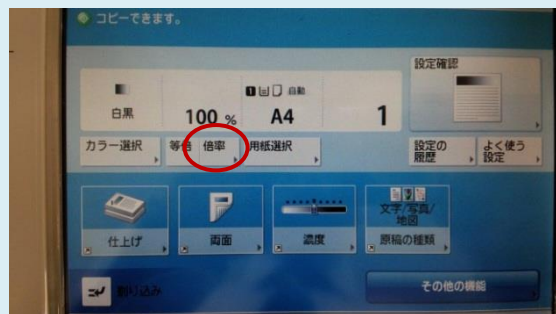 コピーできます。
設定確認
1 自動
白黒 100 % A4 1
カラー選択 等倍 倍率 用紙選択 設定の履歴 よく使う設定
文字/写真/
地図
仕上げ 両面 濃度 原稿の種類
割り込み その他の機能